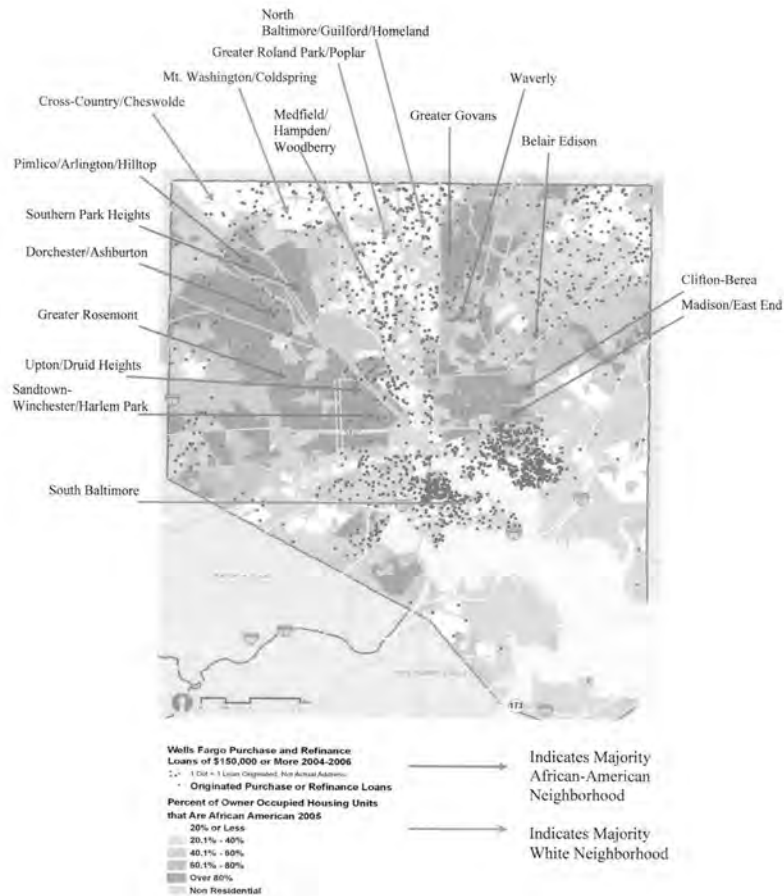 North
Baltimore/Guilford/Homeland
Greater Roland Park/Poplar
Mt. Washington/Coldspring
Waverly
Cross-Country/Cheswolde
Medfield/
Hampden/
Woodberry
Greater Govans
Belair Edison
Pimlico/Arlington/Hilltop
Southern Park Heights
Dorchester/Ashburton
Clifton-Berea
Madison/East End
Greater Rosemont
Upton/Druid Heights
Sandtown-
Winchester/Harlem Park
South Baltimore
173
Wells Fargo Purchase and Refinance
Loans of $150,000 or More 2004-2006
1 Dot = 1 Loan Originated, Not Actual Address
Originated Purchase or Refinance Loans
Percent of Owner Occupied Housing Units
that Are African American 2005
20% or Less
20.1% - 40%
40.1% - 60%
60.1% - 80%
Over 80%
Non Residential
Indicates Majority
African-American
Neighborhood
Indicates Majority
White Neighborhood